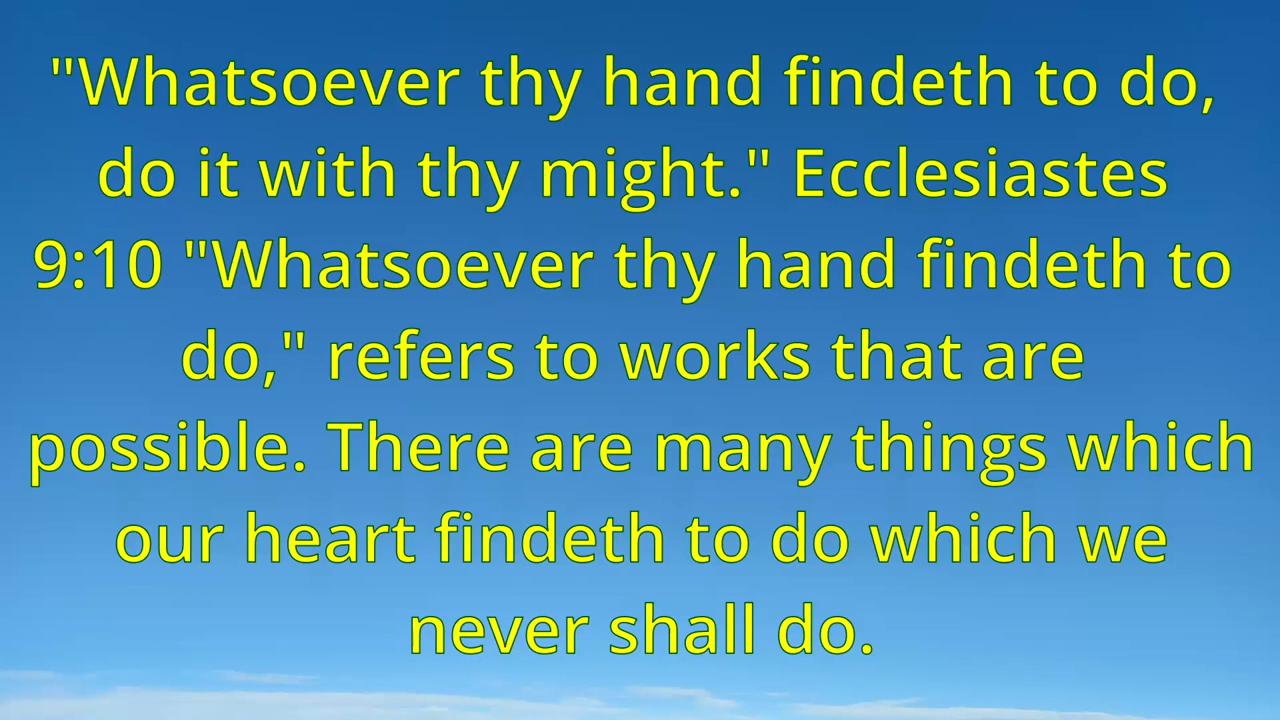 "Whatsoever thy hand findeth to do,
do it with thy might." Ecclesiastes
9:10 "Whatsoever thy hand findeth to
do," refers to works that are
possible. There are many things which
our heart findeth to do which we
never shall do.